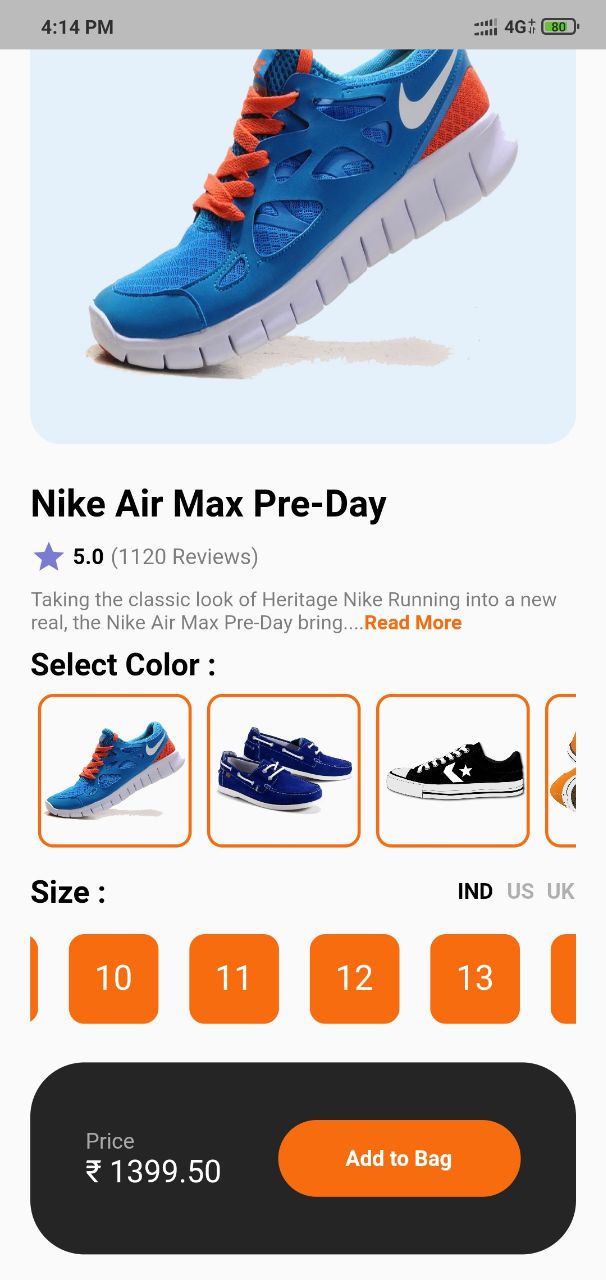 4:14 PM
4G
80
Nike Air Max Pre-Day
5.0 (1120 Reviews)
Taking the classic look of Heritage Nike Running into a new
real, the Nike Air Max Pre-Day bring....Read More
Select Color :
Size :
IND US UK
10 11 12 13
Price
₹ 1399.50
Add to Bag